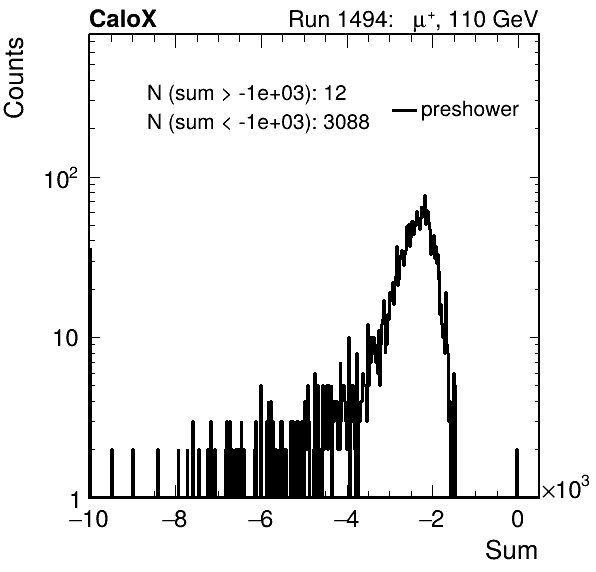 CaloX Run 1494: μ⁺, 110 GeV
Counts
N (sum > -1e+03): 12
N (sum < -1e+03): 3088
preshower
10²
10
1
−10 −8 −6 −4 −2 0 ×10³
Sum